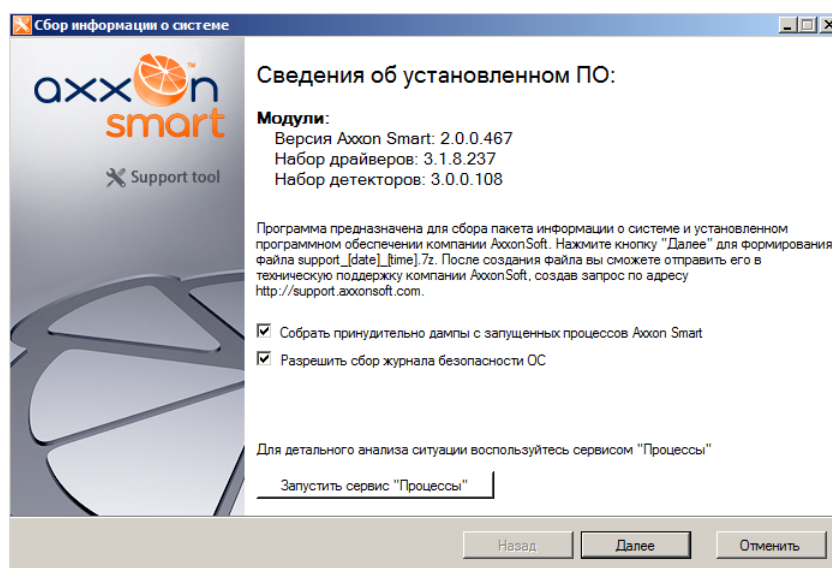 Сбор информации о системе
axxon
smart
Support tool
Сведения об установленном ПО:
Модули:
Версия Axxon Smart: 2.0.0.467
Набор драйверов: 3.1.8.237
Набор детекторов: 3.0.0.108
Программа предназначена для сбора пакета информации о системе и установленном
программном обеспечении компании AxxonSoft. Нажмите кнопку "Далее" для формирования
файла support_[date]_[time].7z. После создания файла вы сможете отправить его в
техническую поддержку компании AxxonSoft, создав запрос по адресу
http://support.axxonsoft.com.
Собрать принудительно дампы с запущенных процессов Axxon Smart
Разрешить сбор журнала безопасности ОС
Для детального анализа ситуации воспользуйтесь сервисом "Процессы"
Запустить сервис "Процессы"
Назад
Далее
Отменить